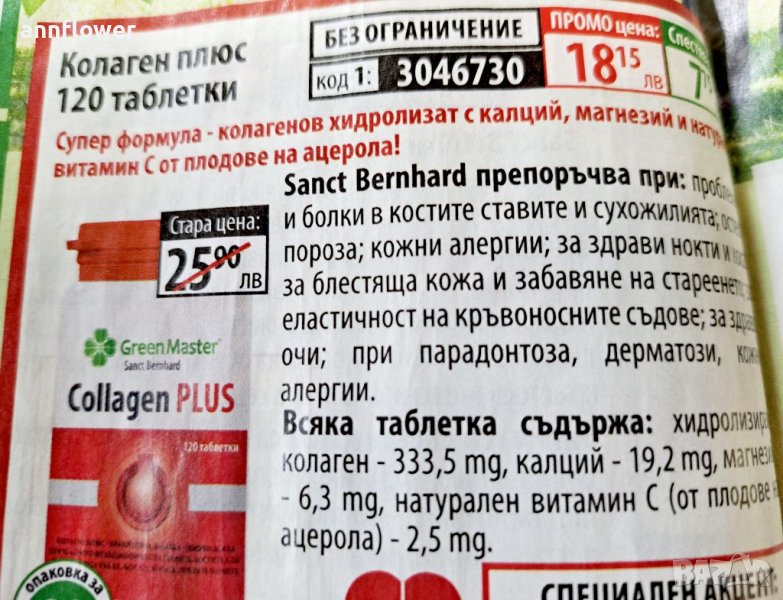 annflower
Колаген плюс
120 таблетки
БЕЗ ОГРАНИЧЕНИЕ
код 1: 3046730
ПРОМО цена:
18 15 ЛВ
Супер формула - колагенов хидролизат с калций, магнезий и
витамин С от плодове на ацерола!
Стара цена:
25 90 ЛВ
Sanct Bernhard препоръчва при:
и болки в костите ставите и сухожилията;
пороза; кожни алергии; за здрави нокти и
за блестяща кожа и забавяне на стареенето;
еластичност на кръвоносните съдове; за
очи; при парадонтоза, дерматози,
алергии.
Всяка таблетка съдържа:
колаген - 333,5 mg, калций - 19,2 mg,
- 6,3 mg, натурален витамин С (от плодове
ацерола) - 2,5 mg.
GreenMaster
Sanct Bernhard
Collagen PLUS
120 таблетки
опаковка за
СПЕЦИАЛЕН АКЦЕНТ